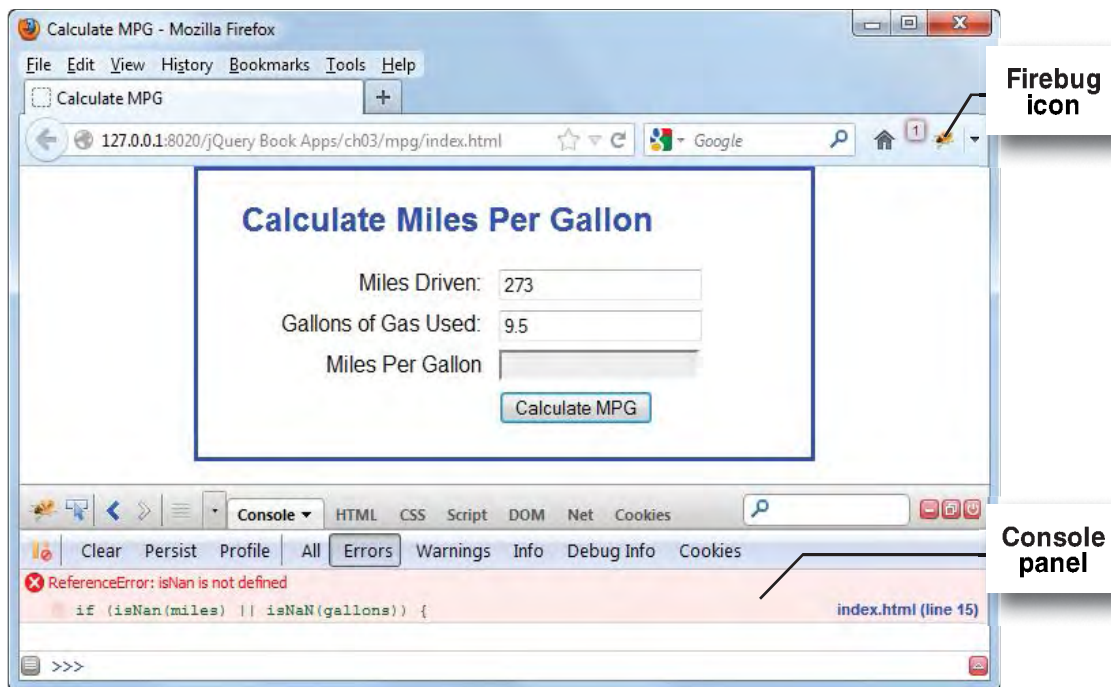 Calculate MPG - Mozilla Firefox
File Edit View History Bookmarks Tools Help
Calculate MPG
+
127.0.0.1:8020/jQuery Book Apps/ch03/mpg/index.html
Google
1
Firebug
icon
Calculate Miles Per Gallon
Miles Driven: 273
Gallons of Gas Used: 9.5
Miles Per Gallon
Calculate MPG
Console HTML CSS Script DOM Net Cookies
Clear Persist Profile All Errors Warnings Info Debug Info Cookies
Console
panel
ReferenceError: isNan is not defined
if (isNan(miles) || isNaN(gallons)) { index.html (line 15)
>>>